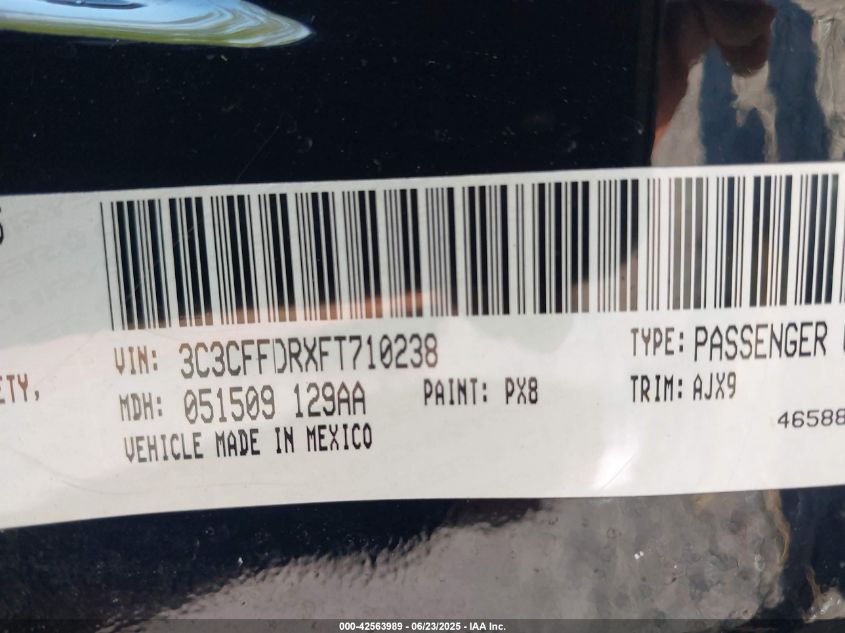 VIN: 3C3CFFDRXFT710238
TYPE: PASSENGER
ETY,
MDH: 051509 129AA
PAINT: PX8
TRIM: AJX9
VEHICLE MADE IN MEXICO
46588
000-42563989 - 06/23/2025 - IAA Inc.